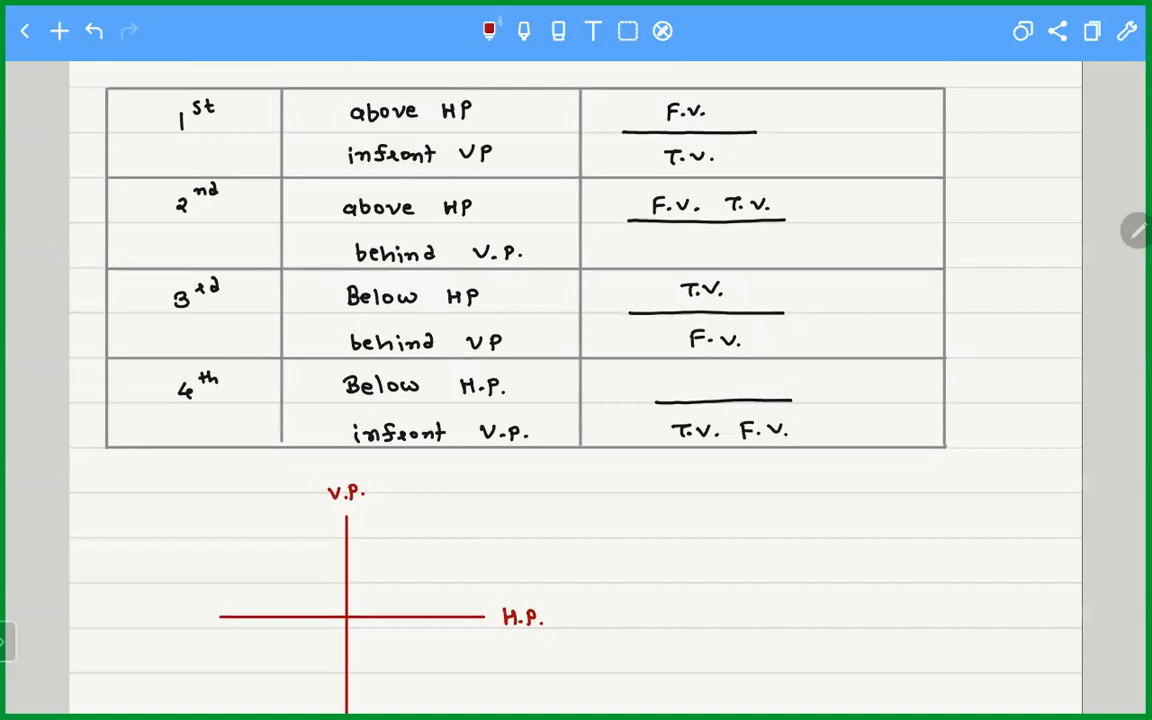 1st above HP F.V.
infront VP T.V.
2nd above HP F.V. T.V.
behind V.P.
3rd Below HP T.V.
behind VP F.V.
4th Below H.P.
infront V.P. T.V. F.V.
V.P.
H.P.